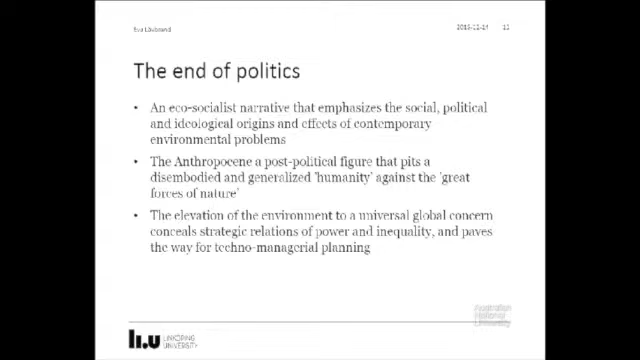 Eva Lövbrand
2015-12-14 11
The end of politics
• An eco-socialist narrative that emphasizes the social, political
and ideological origins and effects of contemporary
environmental problems
• The Anthropocene a post-political figure that pits a
disembodied and generalized 'humanity' against the 'great
forces of nature'
• The elevation of the environment to a universal global concern
conceals strategic relations of power and inequality, and paves
the way for techno-managerial planning
Australian
National
University
li.u LINKÖPING
UNIVERSITY